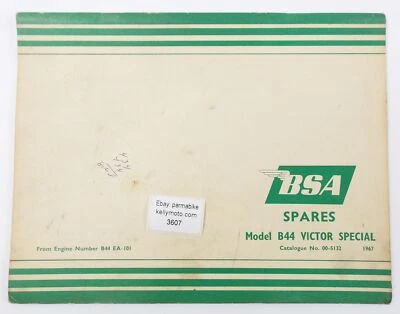 BSA
SPARES
Model B44 VICTOR SPECIAL
Catalogue No. 00-5132 1967
Ebay parmabike
kellymoto.com
3607
From Engine Number B44 EA-101